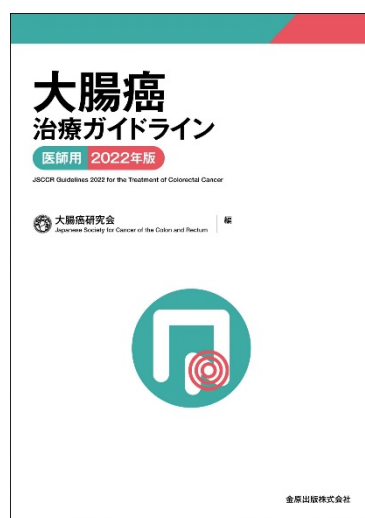 大腸癌
治療ガイドライン
医師用 2022年版
JSCCR Guidelines 2022 for the Treatment of Colorectal Cancer
大腸癌研究会 編
Japanese Society for Cancer of the Colon and Rectum
金原出版株式会社